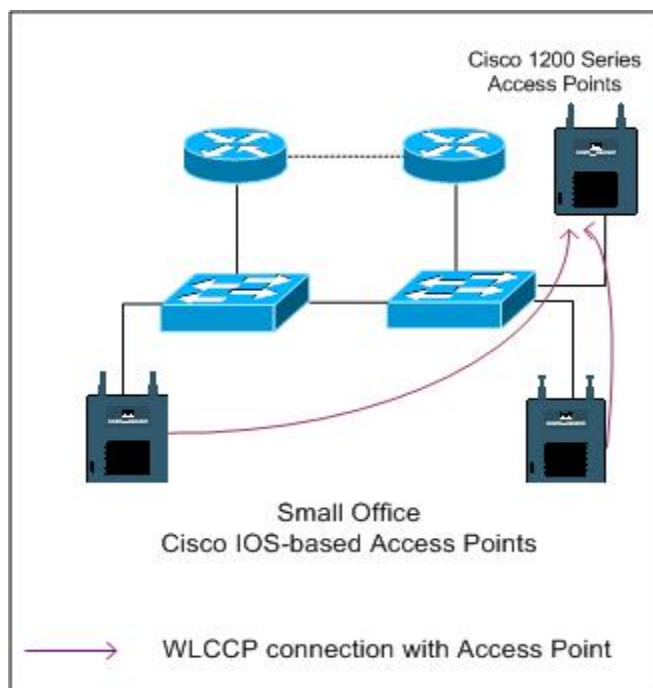 Cisco 1200 Series
Access Points
Small Office
Cisco IOS-based Access Points
WLCCP connection with Access Point